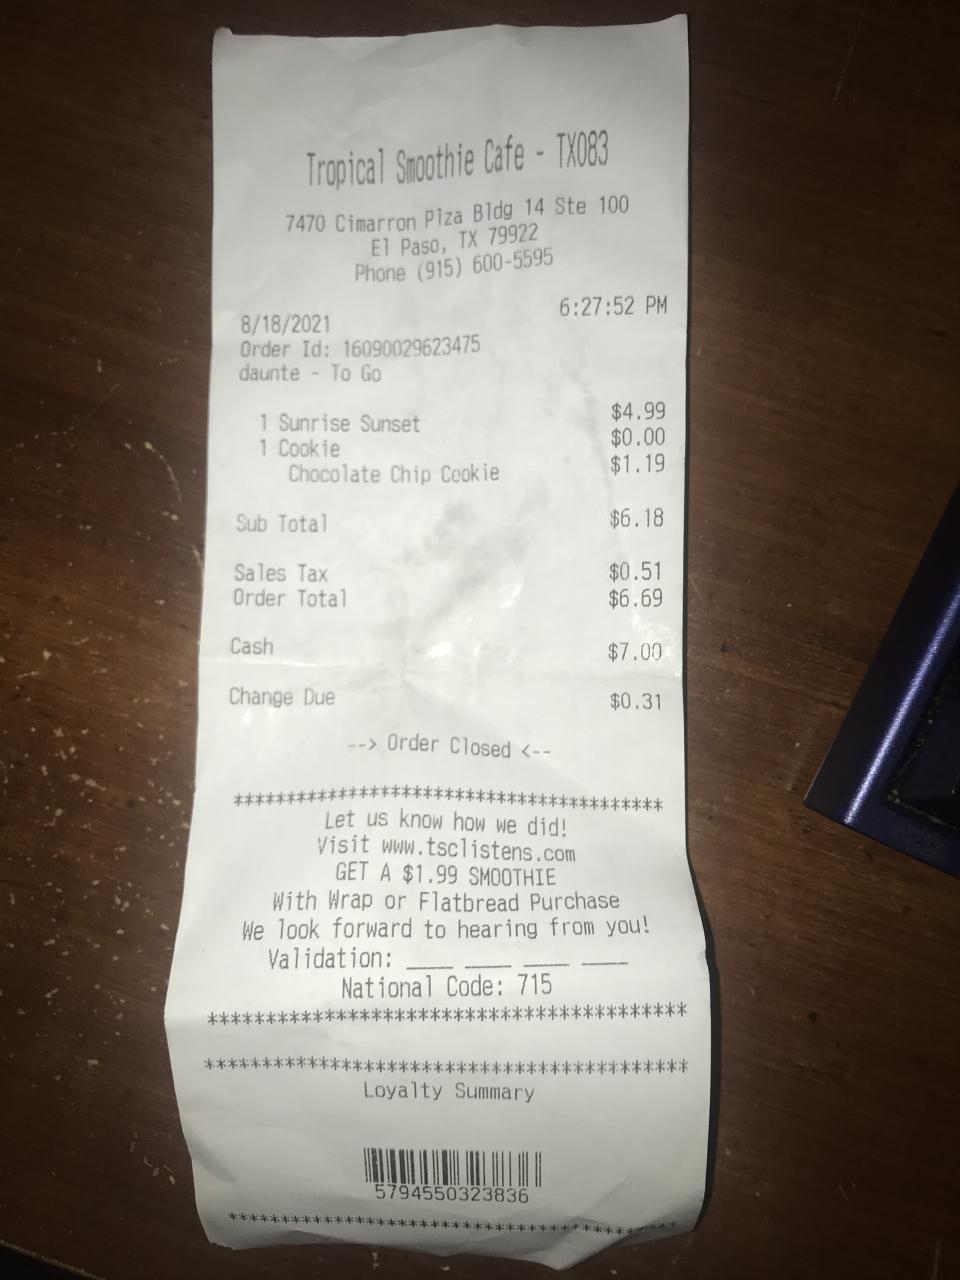 Tropical Smoothie Cafe - TX083
7470 Cimarron Plza Bldg 14 Ste 100
El Paso, TX 79922
Phone (915) 600-5595
8/18/2021 6:27:52 PM
Order Id: 16090029623475
daunte - To Go
1 Sunrise Sunset $4.99
1 Cookie $0.00
Chocolate Chip Cookie $1.19
Sub Total $6.18
Sales Tax $0.51
Order Total $6.69
Cash $7.00
Change Due $0.31
--> Order Closed <--
*****************************************
Let us know how we did!
Visit www.tsclistens.com
GET A $1.99 SMOOTHIE
With Wrap or Flatbread Purchase
We look forward to hearing from you!
Validation: ____ ____ ____ ____
National Code: 715
*****************************************
*****************************************
Loyalty Summary
5794550323836
*****************************************